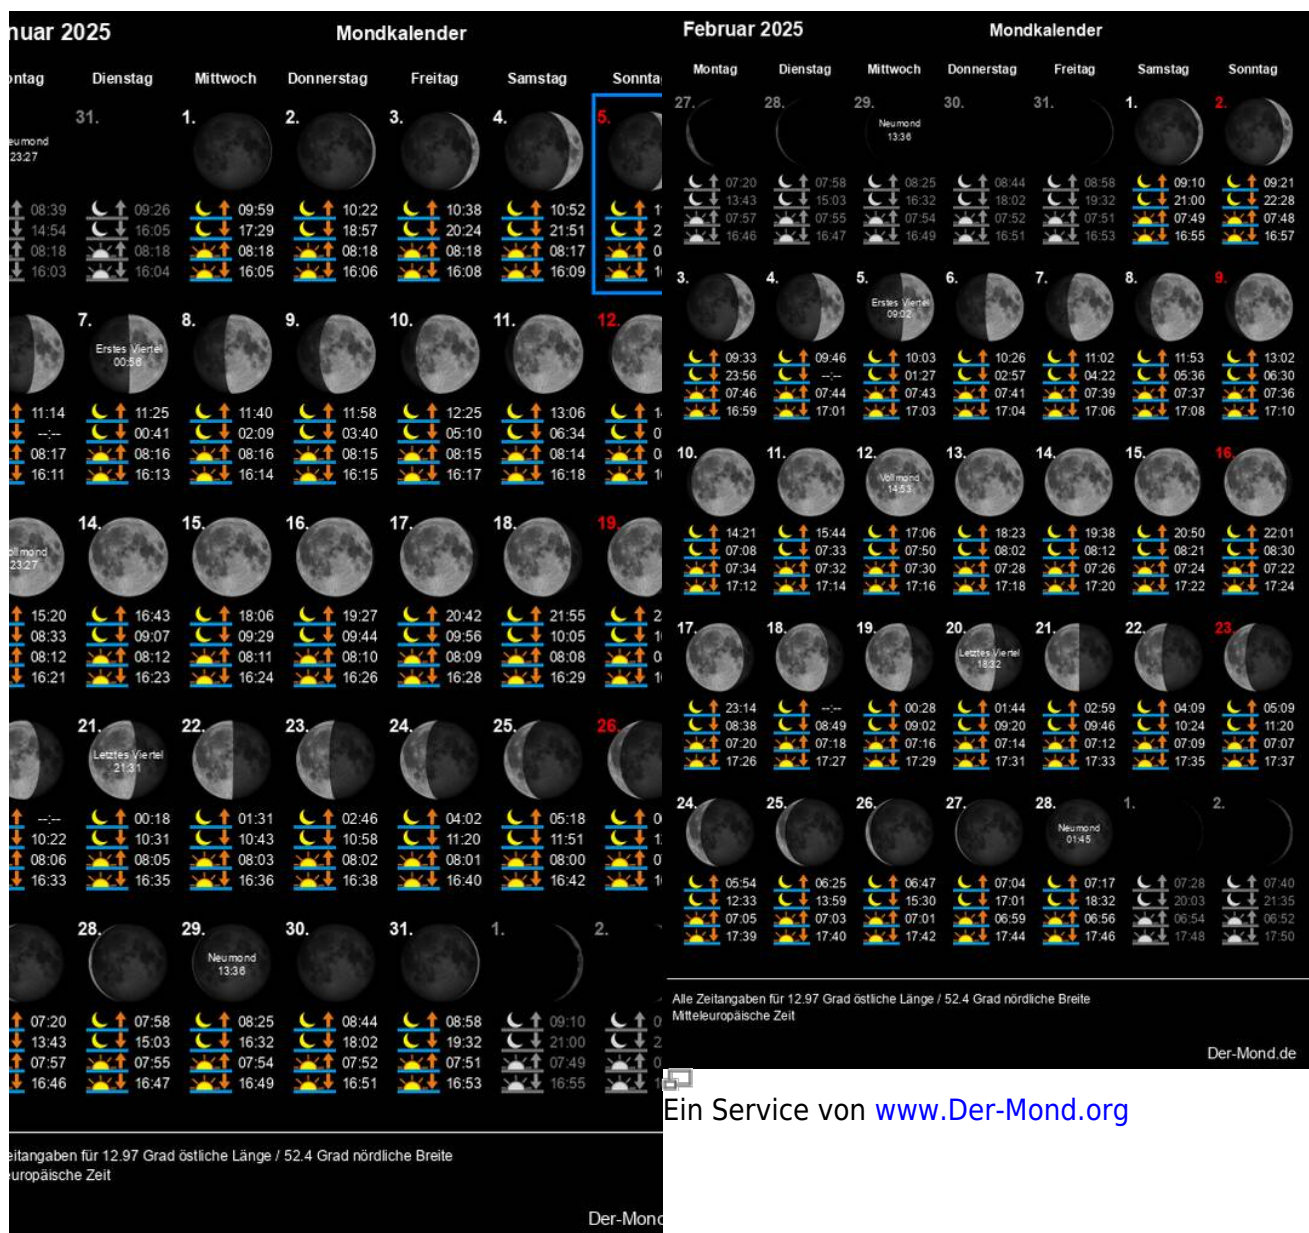 nuar 2025 Mondkalender
ontag Dienstag Mittwoch Donnerstag Freitag Samstag Sonnta
31. 1. 2. 3. 4. 5.
eumond
23:27
08:39 09:26 09:59 10:22 10:38 10:52
14:54 16:05 17:29 18:57 20:24 21:51
08:18 08:18 08:18 08:18 08:18 08:17
16:03 16:04 16:05 16:06 16:08 16:09
7. 8. 9. 10. 11. 12.
Erstes Viertel
00:56
11:14 11:25 11:40 11:58 12:25 13:06
--:-- 00:41 02:09 03:40 05:10 06:34
08:17 08:16 08:16 08:15 08:15 08:14
16:11 16:13 16:14 16:15 16:17 16:18
14. 15. 16. 17. 18. 19.
ollmond
23:27
15:20 16:43 18:06 19:27 20:42 21:55
08:33 09:07 09:29 09:44 09:56 10:05
08:12 08:12 08:11 08:10 08:09 08:08
16:21 16:23 16:24 16:26 16:28 16:29
21. 22. 23. 24. 25. 26.
Letztes Viertel
21:31
--:-- 00:18 01:31 02:46 04:02 05:18
10:22 10:31 10:43 10:58 11:20 11:51
08:06 08:05 08:03 08:02 08:01 08:00
16:33 16:35 16:36 16:38 16:40 16:42
28. 29. 30. 31. 1. 2.
Neumond
13:36
07:20 07:58 08:25 08:44 08:58 09:10
13:43 15:03 16:32 18:02 19:32 21:00
07:57 07:55 07:54 07:52 07:51 07:49
16:46 16:47 16:49 16:51 16:53 16:55
eitangaben für 12.97 Grad östliche Länge / 52.4 Grad nördliche Breite
europäische Zeit
Der-Mond
Februar 2025 Mondkalender
Montag Dienstag Mittwoch Donnerstag Freitag Samstag Sonntag
27. 28. 29. 30. 31. 1. 2.
Neumond
13:36
07:20 07:58 08:25 08:44 08:58 09:10 09:21
13:43 15:03 16:32 18:02 19:32 21:00 22:28
07:57 07:55 07:54 07:52 07:51 07:49 07:48
16:46 16:47 16:49 16:51 16:53 16:55 16:57
3. 4. 5. 6. 7. 8. 9.
Erstes Viertel
09:02
09:33 09:46 10:03 10:26 11:02 11:53 13:02
23:56 --:-- 01:27 02:57 04:22 05:36 06:30
07:46 07:44 07:43 07:41 07:39 07:37 07:36
16:59 17:01 17:03 17:04 17:06 17:08 17:10
10. 11. 12. 13. 14. 15. 16.
Vollmond
14:53
14:21 15:44 17:06 18:23 19:38 20:50 22:01
07:08 07:33 07:50 08:02 08:12 08:21 08:30
07:34 07:32 07:30 07:28 07:26 07:24 07:22
17:12 17:14 17:16 17:18 17:20 17:22 17:24
17. 18. 19. 20. 21. 22. 23.
Letztes Viertel
18:32
23:14 --:-- 00:28 01:44 02:59 04:09 05:09
08:38 08:49 09:02 09:20 09:46 10:24 11:20
07:20 07:18 07:16 07:14 07:12 07:09 07:07
17:26 17:27 17:29 17:31 17:33 17:35 17:37
24. 25. 26. 27. 28. 1. 2.
Neumond
01:45
05:54 06:25 06:47 07:04 07:17 07:28 07:40
12:33 13:59 15:30 17:01 18:32 20:03 21:35
07:05 07:03 07:01 06:59 06:56 06:54 06:52
17:39 17:40 17:42 17:44 17:46 17:48 17:50
Alle Zeitangaben für 12.97 Grad östliche Länge / 52.4 Grad nördliche Breite
Mitteleuropäische Zeit
Der-Mond.de
Ein Service von www.Der-Mond.org